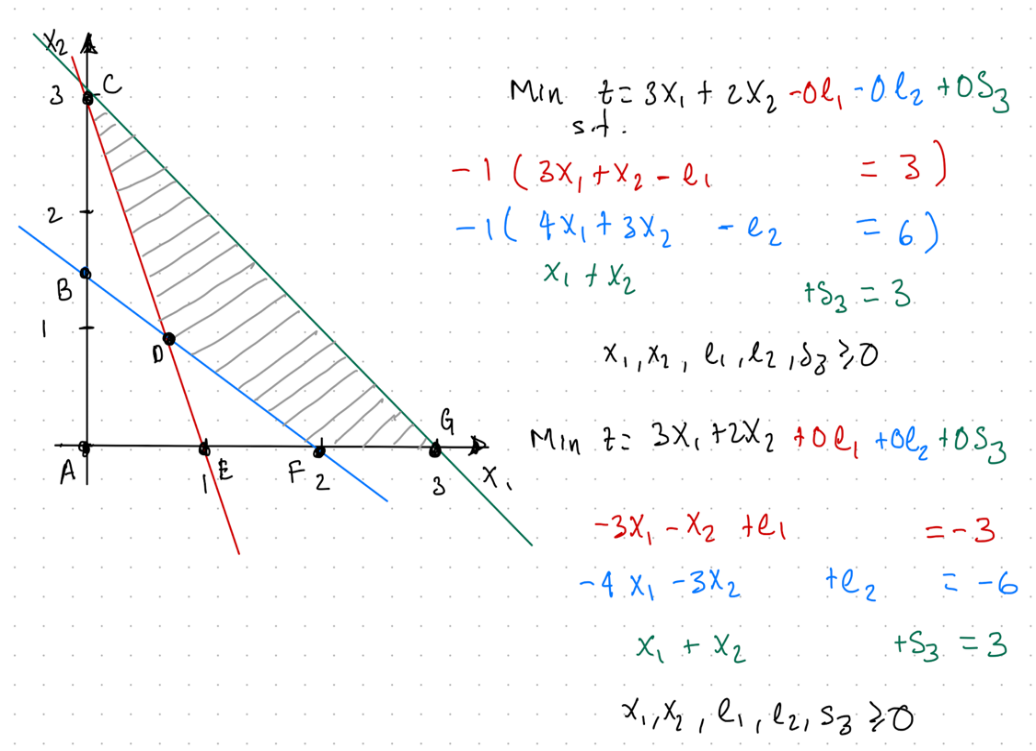 X₂
C
3
2
B
1
D
G
A
1 E
F 2
3
X₁
Min z = 3X₁ + 2X₂ -0e₁ -0e₂ +0S₃
s.t.
-1 ( 3X₁ + X₂ - e₁ = 3 )
-1 ( 4X₁ + 3X₂ - e₂ = 6 )
X₁ + X₂ +S₃ = 3
X₁, X₂, e₁, e₂, S₃ ≥ 0
Min z = 3X₁ + 2X₂ +0e₁ +0e₂ +0S₃
-3X₁ - X₂ +e₁ = -3
-4X₁ -3X₂ +e₂ = -6
X₁ + X₂ +S₃ = 3
X₁, X₂, e₁, e₂, S₃ ≥ 0